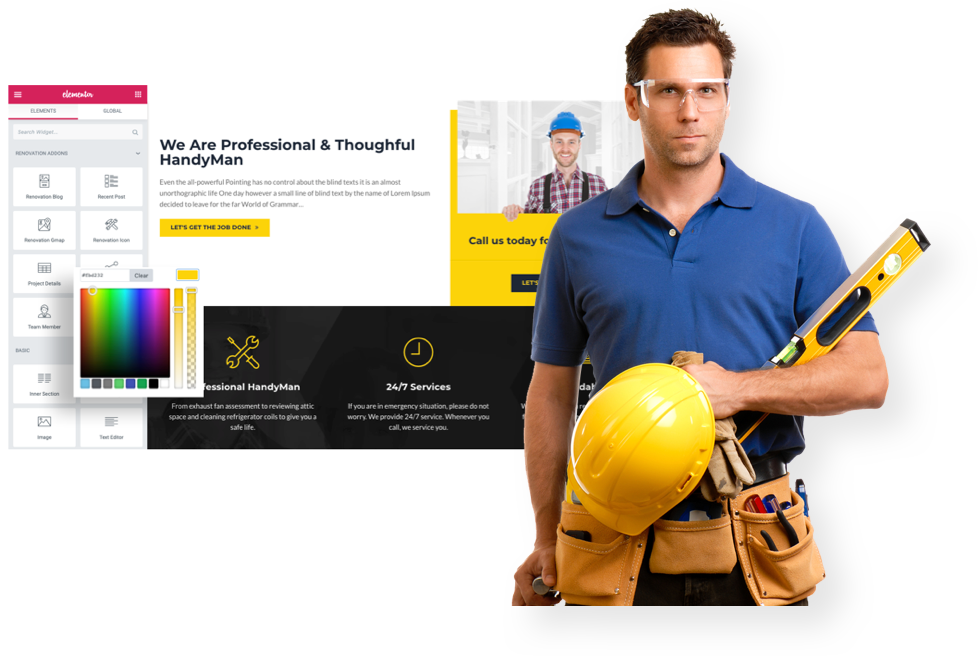 elementor
ELEMENTS GLOBAL
Search Widget...
RENOVATION ADDONS
Renovation Blog
Recent Post
Renovation Gmap
Renovation Icon
Project Details
Team Member
BASIC
Inner Section
Image
Text Editor
Clear
We Are Professional & Thoughtful
HandyMan
Even the all-powerful Pointing has no control about the blind texts it is an almost
unorthographic life One day however a small line of blind text by the name of Lorem Ipsum
decided to leave for the far World of Grammar...
LET'S GET THE JOB DONE >
Call us today fo
LET'S
fessional HandyMan
From exhaust fan assessment to reviewing attic
space and cleaning refrigerator coils to give you a
safe life.
24/7 Services
If you are in emergency situation, please do not
worry. We provide 24/7 service. Whenever you
call, we service you.